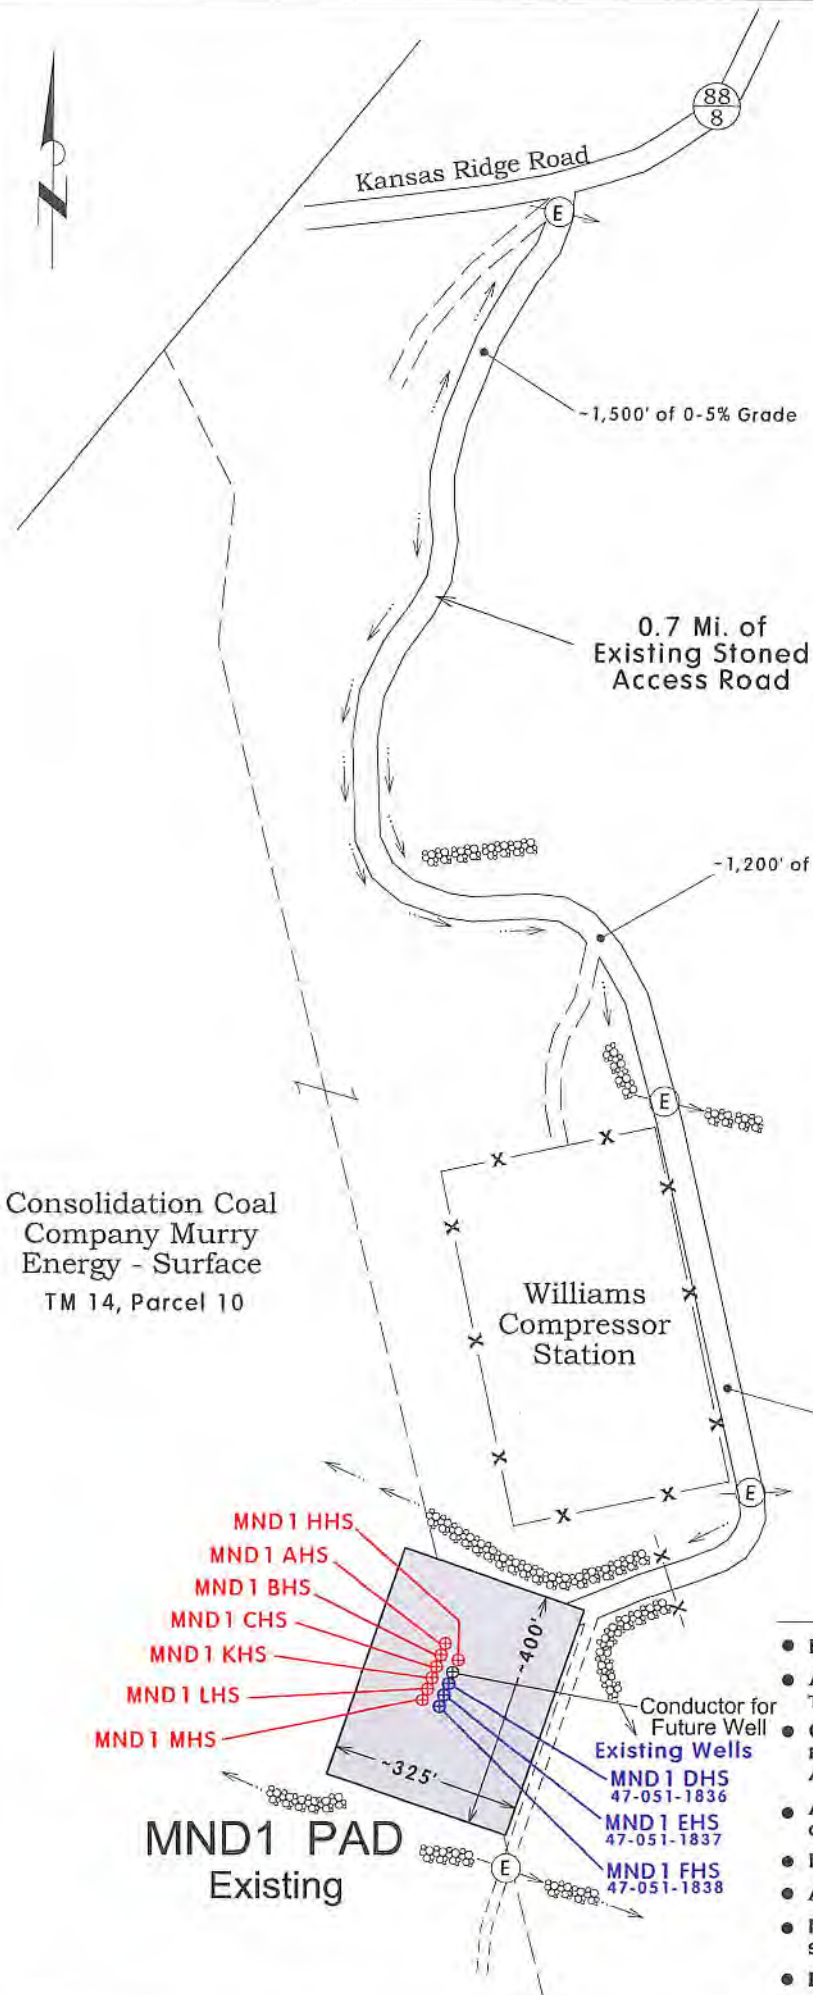 N
88
8
Kansas Ridge Road
E
~1,500' of 0-5% Grade
0.7 Mi. of
Existing Stoned
Access Road
~1,200' of
E
Consolidation Coal
Company Murry
Energy - Surface
TM 14, Parcel 10
Williams
Compressor
Station
E
MND1 HHS
MND1 AHS
MND1 BHS
MND1 CHS
MND1 KHS
MND1 LHS
MND1 MHS
~400'
~325'
Conductor for
Future Well
Existing Wells
MND1 DHS
47-051-1836
MND1 EHS
47-051-1837
MND1 FHS
47-051-1838
MND1 PAD
Existing
E